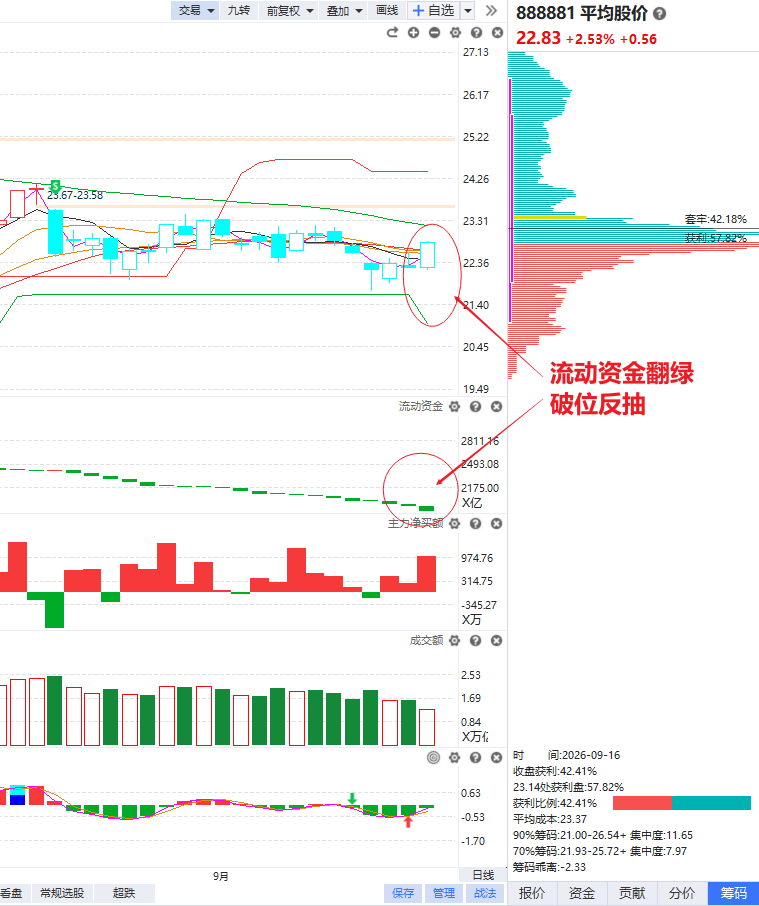 交易 九转 前复权 叠加 画线 + 自选
888881 平均股价 ?
22.83 +2.53% +0.56
27.13
26.17
25.22
24.26
23.67-23.58
23.31
22.36
21.40
20.45
19.49
套牢:42.18%
获利:57.82%
流动资金翻绿
破位反抽
流动资金
2811.16
2493.08
2175.00
X亿
主力净买额
974.76
314.75
-345.27
X万
成交额
2.53
1.69
0.84
X万亿
0.63
-0.53
-1.70
时 间:2026-09-16
收盘获利:42.41%
23.14处获利盘:57.82%
获利比例:42.41%
平均成本:23.37
90%筹码:21.00-26.54+ 集中度:11.65
70%筹码:21.93-25.72+ 集中度:7.97
筹码乖离:-2.33
9月 日线
看盘 常规选股 超跌 保存 管理 战法
报价 资金 贡献 分价 筹码